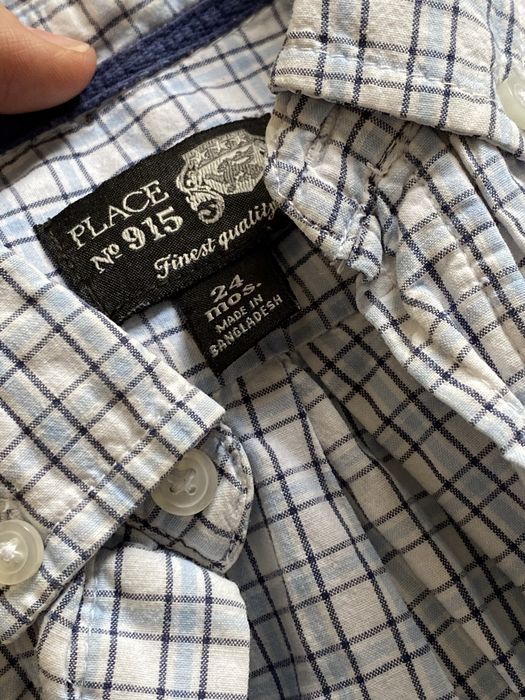 PLACE
Nº 915
Finest quality
24
mos.
MADE IN
BANGLADESH